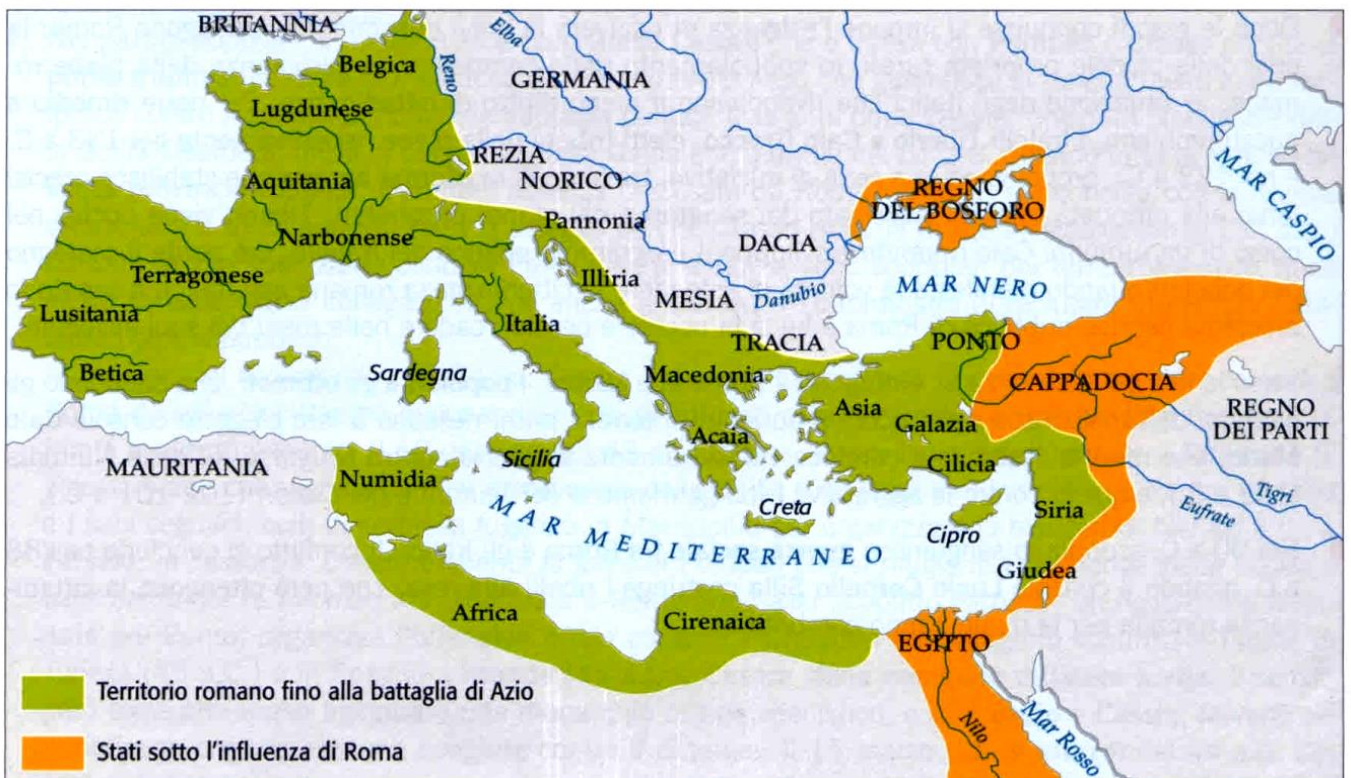 BRITANNIA
Belgica
Reno
Elba
GERMANIA
Lugdunese
REZIA
NORICO
Aquitania
Pannonia
REGNO
DEL BOSFORO
MAR CASPIO
Narbonense
DACIA
Terragonese
Illiria
MESIA
Danubio
MAR NERO
Lusitania
Italia
TRACIA
PONTO
Betica
Sardegna
Macedonia
CAPPADOCIA
Asia
REGNO
DEI PARTI
Acaia
Galazia
MAURITANIA
Numidia
Sicilia
Cilicia
Tigri
Eufrate
Creta
Cipro
Siria
MAR MEDITERRANEO
Giudea
Africa
Cirenaica
EGITTO
Nilo
Mar Rosso
Territorio romano fino alla battaglia di Azio
Stati sotto l'influenza di Roma